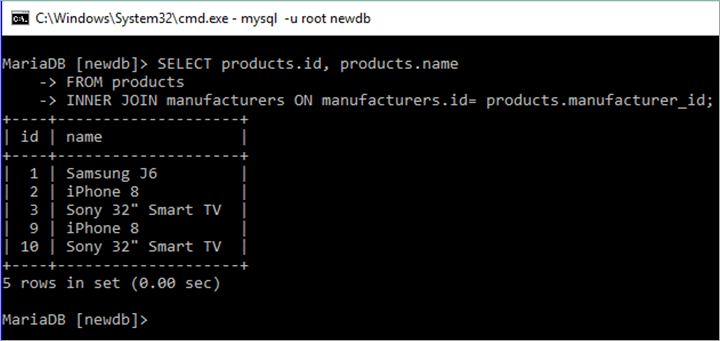 C:\Windows\System32\cmd.exe - mysql -u root newdb
MariaDB [newdb]> SELECT products.id, products.name
    -> FROM products
    -> INNER JOIN manufacturers ON manufacturers.id= products.manufacturer_id;
+----+--------------------+
| id | name               |
+----+--------------------+
|  1 | Samsung J6         |
|  2 | iPhone 8           |
|  3 | Sony 32" Smart TV  |
|  9 | iPhone 8           |
| 10 | Sony 32" Smart TV  |
+----+--------------------+
5 rows in set (0.00 sec)
MariaDB [newdb]>